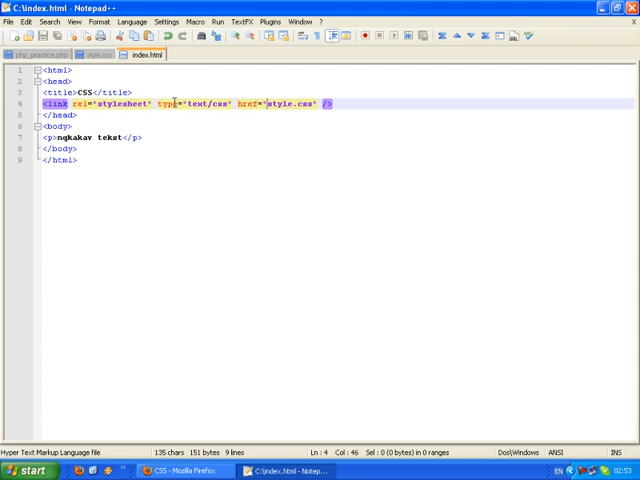 C:\index.html - Notepad++
File Edit Search View Format Language Settings Macro Run TextFX Plugins Window ?
X
php_practica.php style.css index.html
1 <html>
2 <head>
3 <title>CSS</title>
4 <link rel="stylesheet" type="text/css" href="style.css" />
5 </head>
6 <body>
7 <p>nqkakav tekst</p>
8 </body>
9 </html>
Hyper Text Markup Language file 135 chars 151 bytes 9 lines Ln : 4 Col : 46 Sel : 0 (0 bytes) in 0 ranges Dos\Windows ANSI INS
start CSS - Mozilla Firefox C:\index.html - Notep... EN 02:53